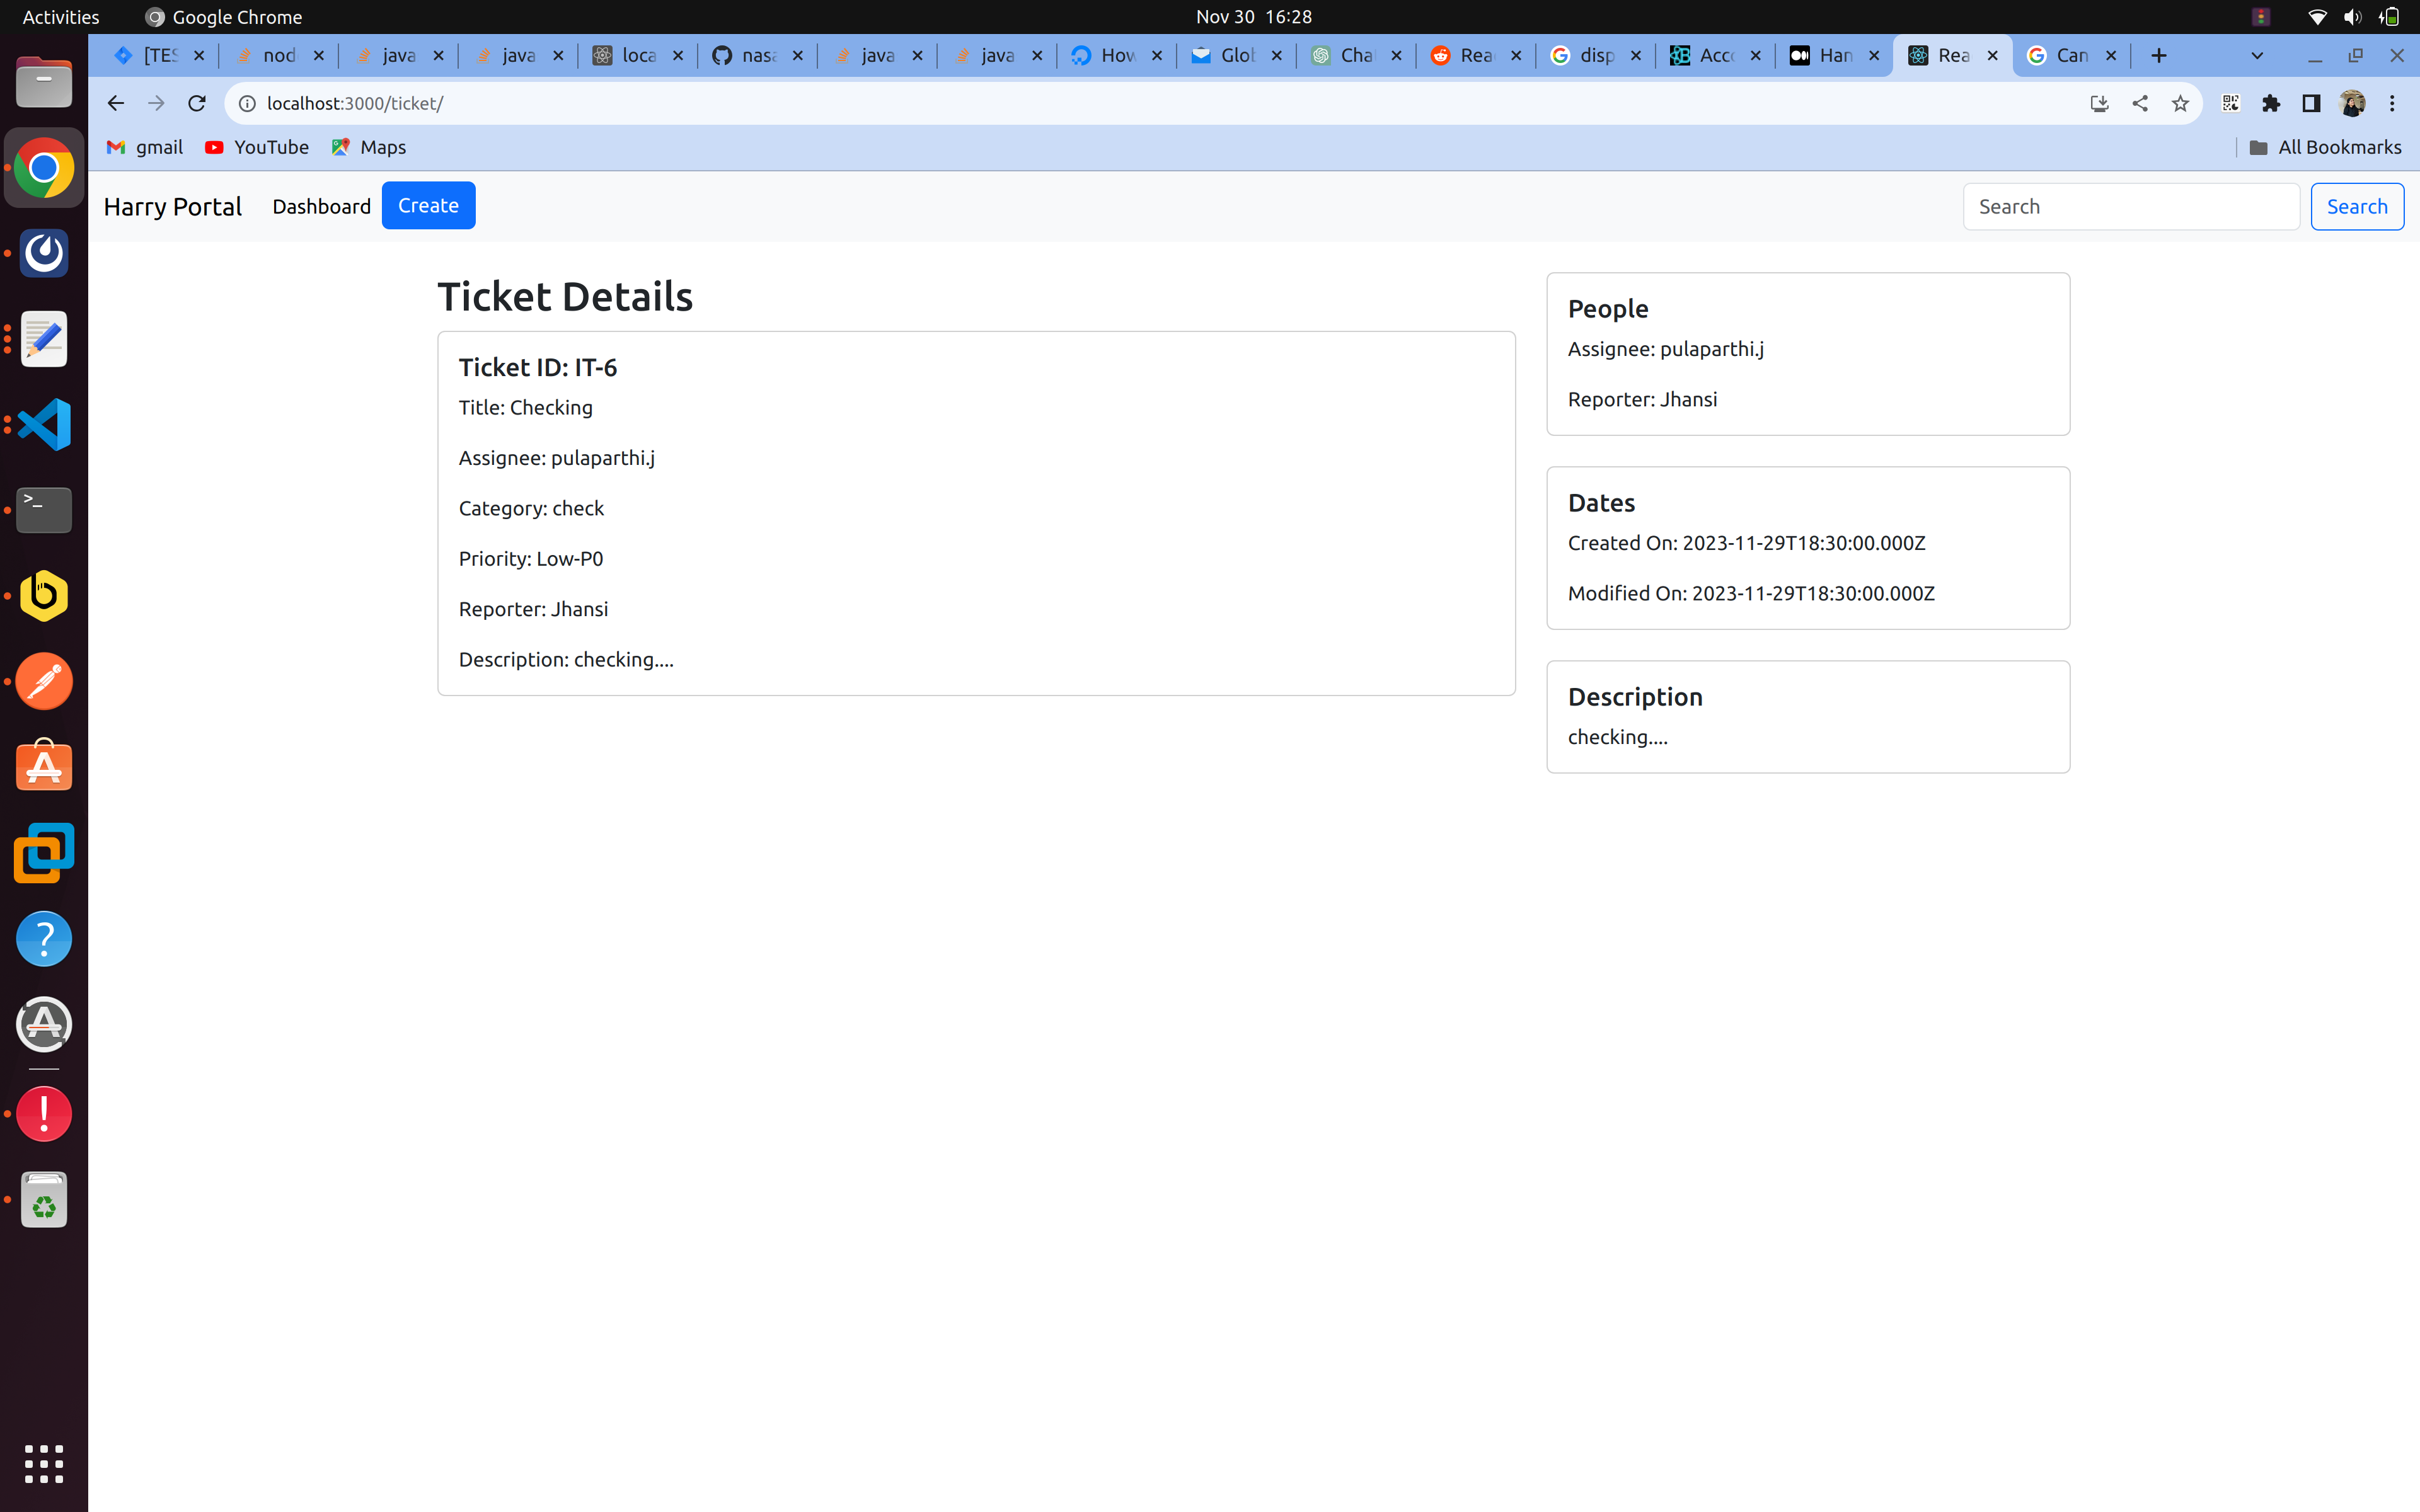 Activities Google Chrome Nov 30 16:28
[TES nod java java loca nasa java java How Glob Cha Rea disp Acco Han Rea Can
localhost:3000/ticket/
gmail YouTube Maps All Bookmarks
Harry Portal Dashboard Create Search Search
Ticket Details
Ticket ID: IT-6
Title: Checking
Assignee: pulaparthi.j
Category: check
Priority: Low-P0
Reporter: Jhansi
Description: checking....
People
Assignee: pulaparthi.j
Reporter: Jhansi
Dates
Created On: 2023-11-29T18:30:00.000Z
Modified On: 2023-11-29T18:30:00.000Z
Description
checking....